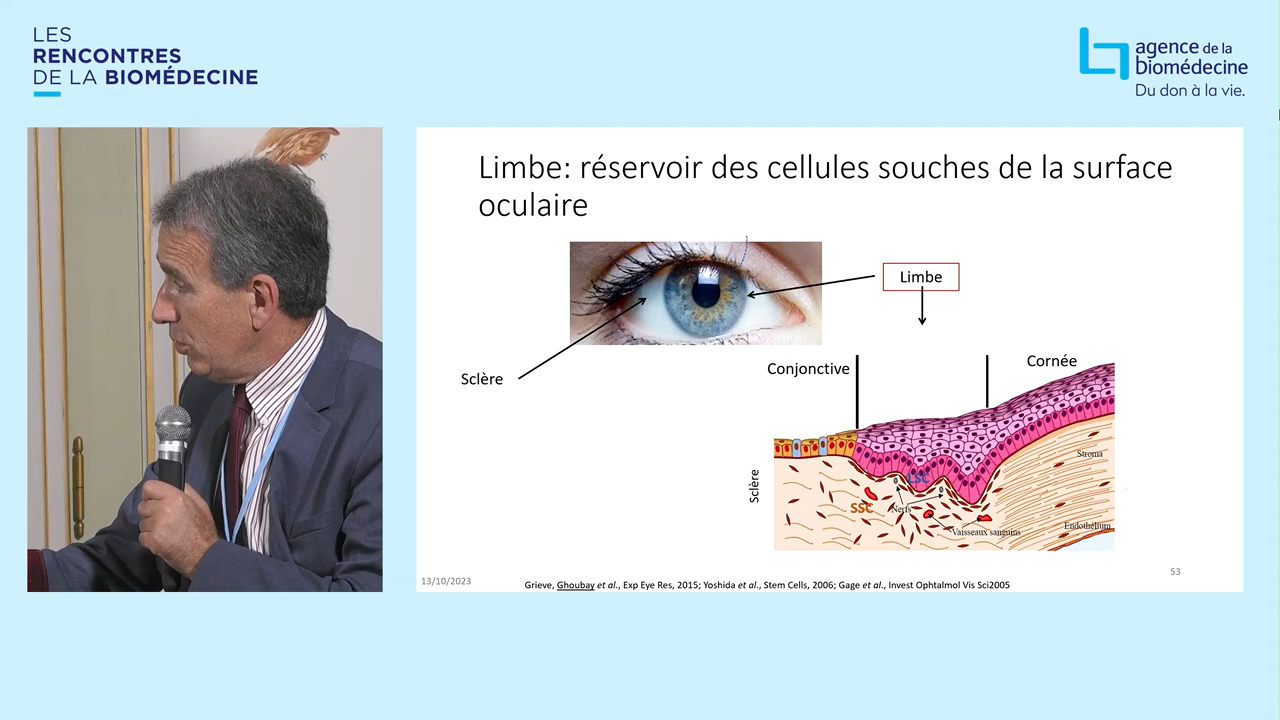 LES
RENCONTRES
DE LA BIOMÉDECINE
agence de la
biomédecine
Du don à la vie.
Limbe: réservoir des cellules souches de la surface
oculaire
Limbe
Sclère
Conjonctive
Cornée
Sclère
Stroma
LSC
SSC
Nerfs
Vaisseaux sanguins
Endothélium
13/10/2023
53
Grieve, Ghoubay et al., Exp Eye Res, 2015; Yoshida et al., Stem Cells, 2006; Gage et al., Invest Ophtalmol Vis Sci2005